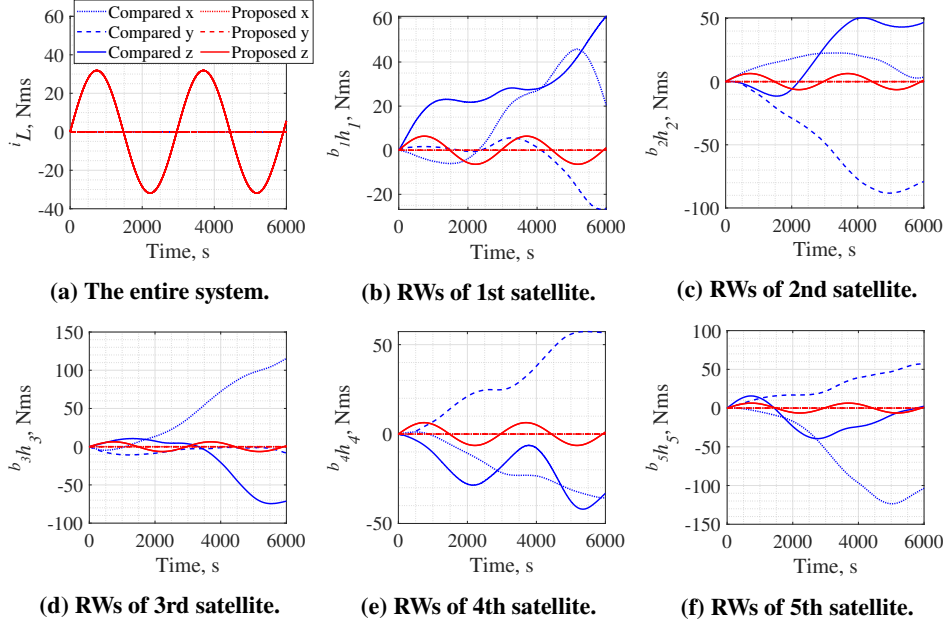 60
40
20
0
-20
-40
0 2000 4000 6000
ⁱL, Nms
Time, s
Compared x
Compared y
Compared z
Proposed x
Proposed y
Proposed z
(a) The entire system.
60
40
20
0
-20
0 2000 4000 6000
b₁h₁, Nms
Time, s
(b) RWs of 1st satellite.
50
0
-50
-100
0 2000 4000 6000
b₂h₂, Nms
Time, s
(c) RWs of 2nd satellite.
150
100
50
0
-50
-100
0 2000 4000 6000
b₃h₃, Nms
Time, s
(d) RWs of 3rd satellite.
50
0
-50
0 2000 4000 6000
b₄h₄, Nms
Time, s
(e) RWs of 4th satellite.
100
50
0
-50
-100
-150
0 2000 4000 6000
b₅h₅, Nms
Time, s
(f) RWs of 5th satellite.